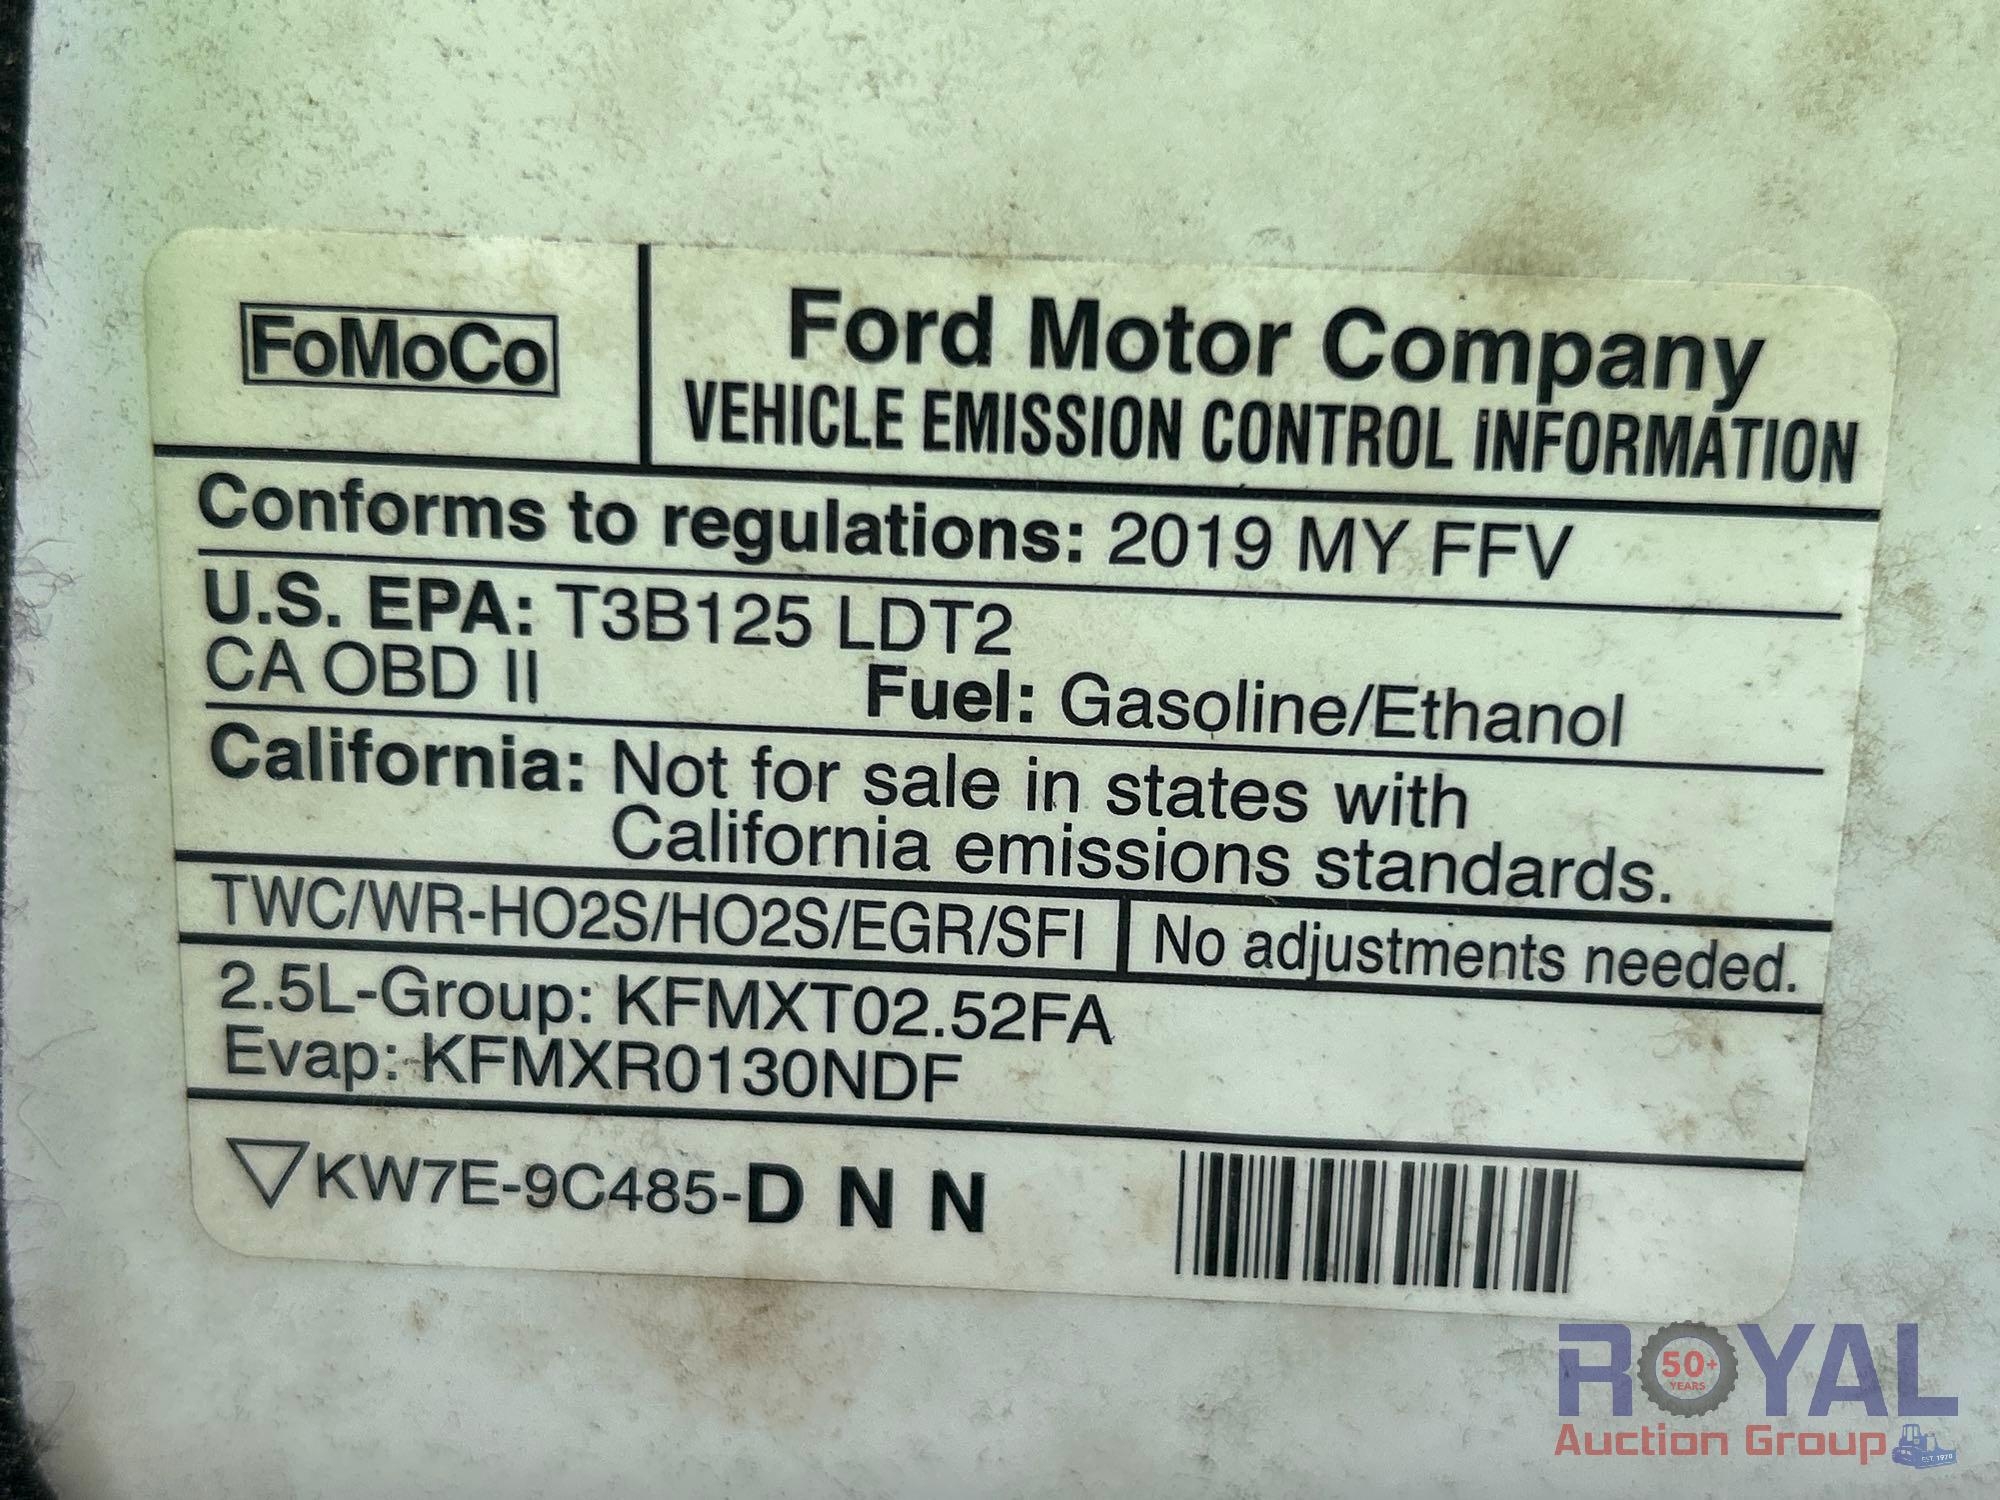 FoMoCo
Ford Motor Company
VEHICLE EMISSION CONTROL INFORMATION
Conforms to regulations: 2019 MY FFV
U.S. EPA: T3B125 LDT2
CA OBD II Fuel: Gasoline/Ethanol
California: Not for sale in states with
California emissions standards.
TWC/WR-HO2S/HO2S/EGR/SFI No adjustments needed.
2.5L-Group: KFMXT02.52FA
Evap: KFMXR0130NDF
KW7E-9C485-D N N
ROYAL
50+
YEARS
Auction Group
EST. 1970